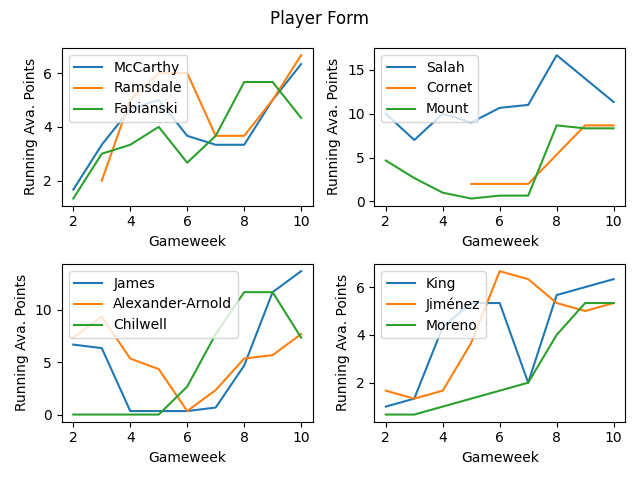 Player Form
Running Ava. Points
6
4
2
McCarthy
Ramsdale
Fabianski
2 4 6 8 10
Gameweek
Running Ava. Points
15
10
5
0
Salah
Cornet
Mount
2 4 6 8 10
Gameweek
Running Ava. Points
10
5
0
James
Alexander-Arnold
Chilwell
2 4 6 8 10
Gameweek
Running Ava. Points
6
4
2
King
Jiménez
Moreno
2 4 6 8 10
Gameweek